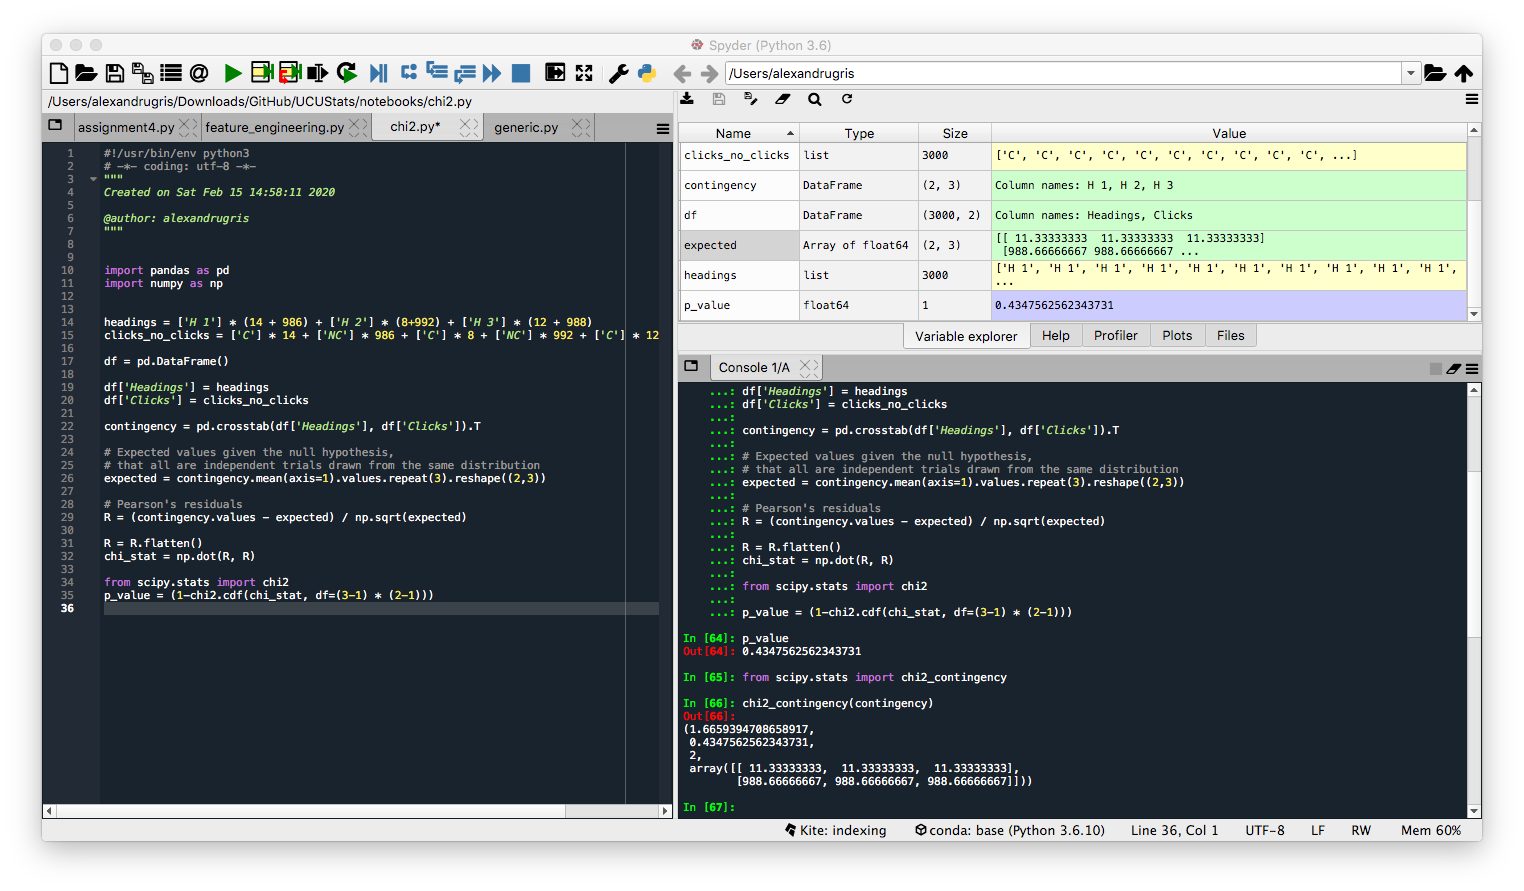 Spyder (Python 3.6)
/Users/alexandrugris
/Users/alexandrugris/Downloads/GitHub/UCUStats/notebooks/chi2.py
assignment4.py
feature_engineering.py
chi2.py*
generic.py
1 #!/usr/bin/env python3
2 # -*- coding: utf-8 -*-
3 """
4 Created on Sat Feb 15 14:58:11 2020
5
6 @author: alexandrugris
7 """
8
9
10 import pandas as pd
11 import numpy as np
12
13
14 headings = ['H 1'] * (14 + 986) + ['H 2'] * (8+992) + ['H 3'] * (12 + 988)
15 clicks_no_clicks = ['C'] * 14 + ['NC'] * 986 + ['C'] * 8 + ['NC'] * 992 + ['C'] * 12
16
17 df = pd.DataFrame()
18
19 df['Headings'] = headings
20 df['Clicks'] = clicks_no_clicks
21
22 contingency = pd.crosstab(df['Headings'], df['Clicks']).T
23
24 # Expected values given the null hypothesis,
25 # that all are independent trials drawn from the same distribution
26 expected = contingency.mean(axis=1).values.repeat(3).reshape((2,3))
27
28 # Pearson's residuals
29 R = (contingency.values - expected) / np.sqrt(expected)
30
31 R = R.flatten()
32 chi_stat = np.dot(R, R)
33
34 from scipy.stats import chi2
35 p_value = (1-chi2.cdf(chi_stat, df=(3-1) * (2-1)))
36
Name Type Size Value
clicks_no_clicks list 3000 ['C', 'C', 'C', 'C', 'C', 'C', 'C', 'C', 'C', 'C', ...]
contingency DataFrame (2, 3) Column names: H 1, H 2, H 3
df DataFrame (3000, 2) Column names: Headings, Clicks
expected Array of float64 (2, 3) [[ 11.33333333 11.33333333 11.33333333]
[988.66666667 988.66666667 ...
headings list 3000 ['H 1', 'H 1', 'H 1', 'H 1', 'H 1', 'H 1', 'H 1', 'H 1', 'H 1', 'H 1',
...
p_value float64 1 0.4347562562343731
Variable explorer Help Profiler Plots Files
Console 1/A
...: df['Headings'] = headings
...: df['Clicks'] = clicks_no_clicks
...:
...: contingency = pd.crosstab(df['Headings'], df['Clicks']).T
...:
...: # Expected values given the null hypothesis,
...: # that all are independent trials drawn from the same distribution
...: expected = contingency.mean(axis=1).values.repeat(3).reshape((2,3))
...:
...: # Pearson's residuals
...: R = (contingency.values - expected) / np.sqrt(expected)
...:
...: R = R.flatten()
...: chi_stat = np.dot(R, R)
...:
...: from scipy.stats import chi2
...:
...: p_value = (1-chi2.cdf(chi_stat, df=(3-1) * (2-1)))
In [64]: p_value
Out[64]: 0.4347562562343731
In [65]: from scipy.stats import chi2_contingency
In [66]: chi2_contingency(contingency)
Out[66]:
(1.6659394708658917,
0.4347562562343731,
2,
array([[ 11.33333333, 11.33333333, 11.33333333],
[988.66666667, 988.66666667, 988.66666667]]))
In [67]:
Kite: indexing
conda: base (Python 3.6.10)
Line 36, Col 1
UTF-8
LF
RW
Mem 60%